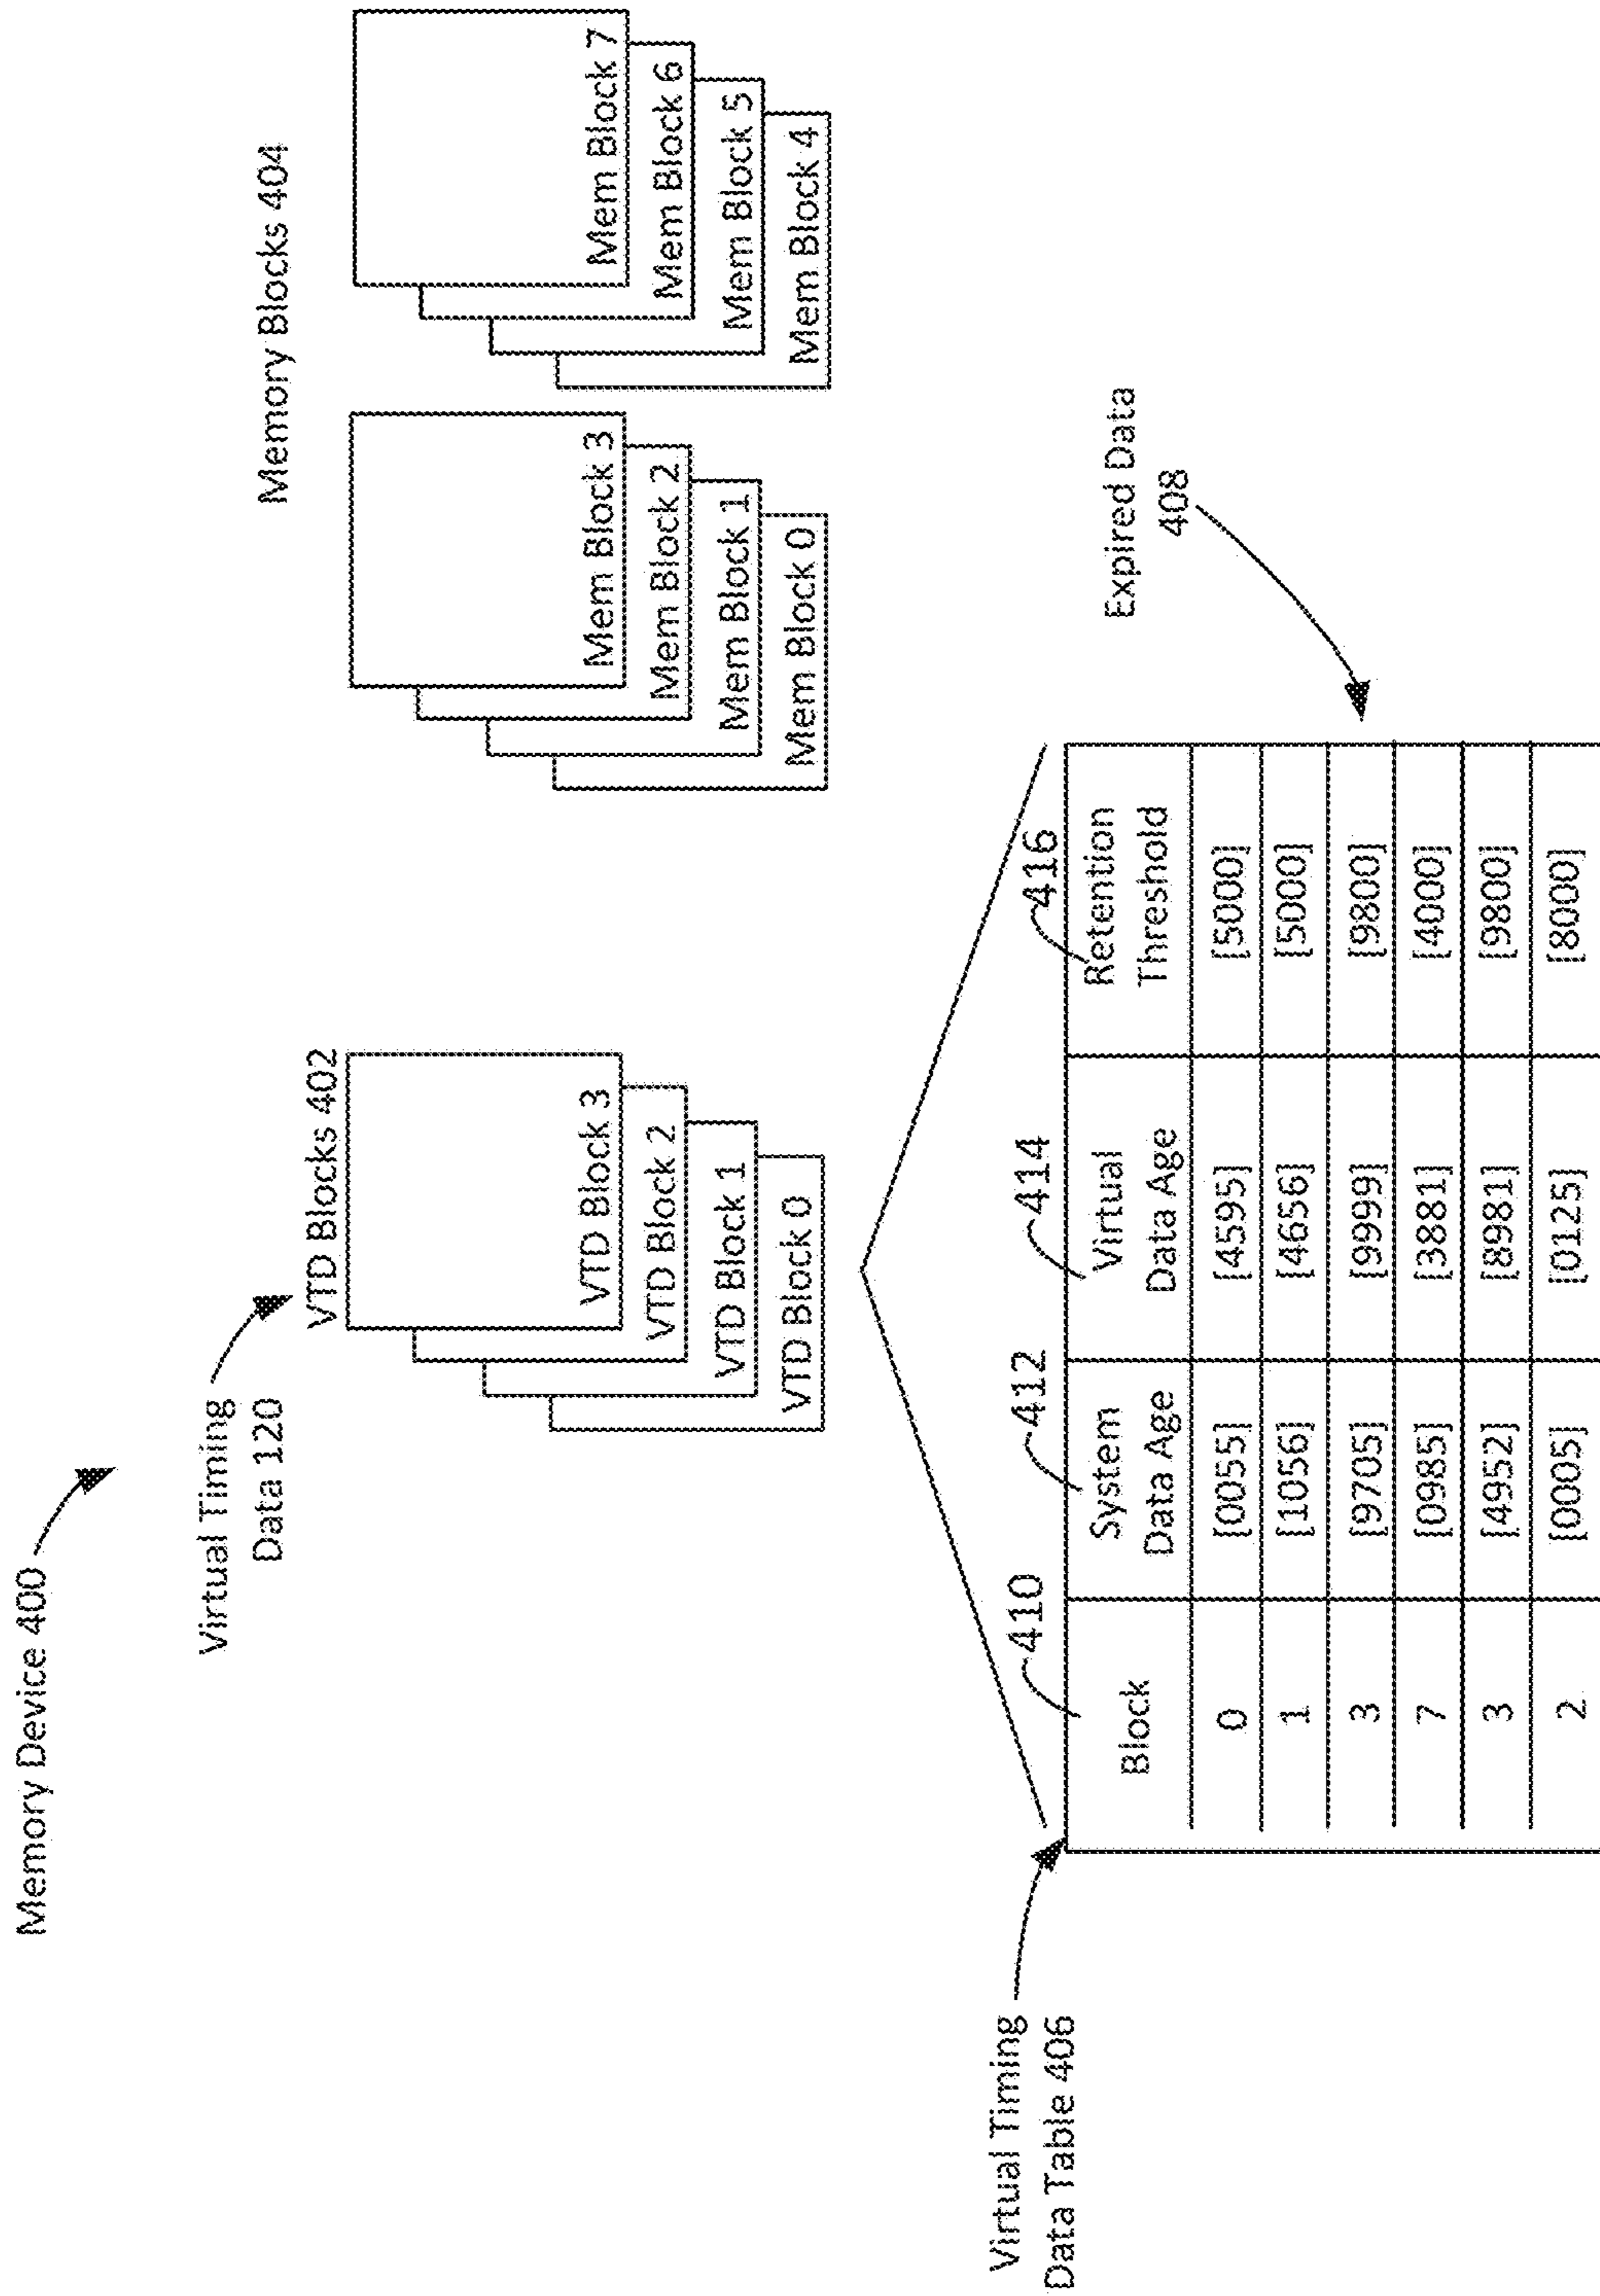 Memory Device 400
Virtual Timing
Data 120
VTD Blocks 402
VTD Block 3
VTD Block 2
VTD Block 1
VTD Block 0
Memory Blocks 404
Mem Block 3
Mem Block 2
Mem Block 1
Mem Block 0
Mem Block 7
Mem Block 6
Mem Block 5
Mem Block 4
Virtual Timing
Data Table 406
410 412 414 416
Block System Data Age Virtual Data Age Retention Threshold
0 [0055] [4595] [5000]
1 [1056] [4656] [5000]
3 [9705] [9999] [9800]
7 [0985] [3881] [4000]
3 [4952] [8981] [9800]
2 [0005] [0125] [8000]
Expired Data
408